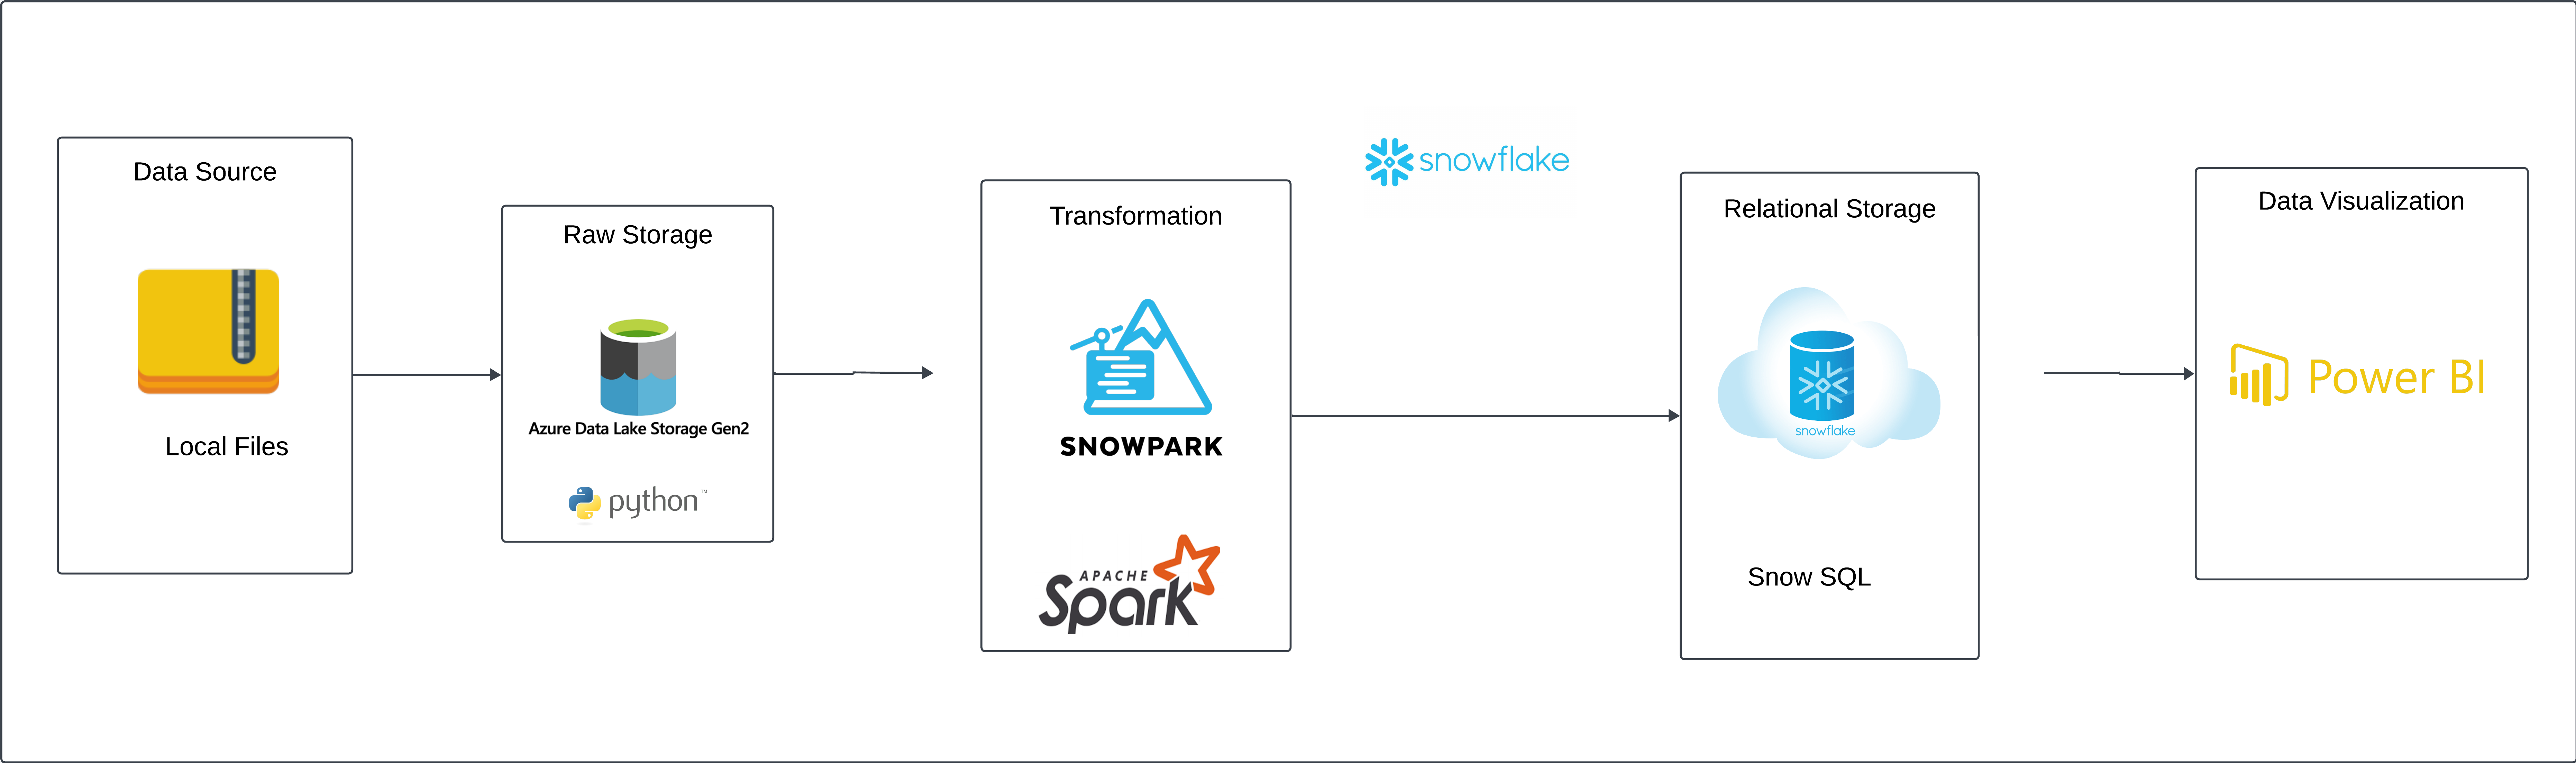 Data Source
Local Files
Raw Storage
Azure Data Lake Storage Gen2
python™
Transformation
SNOWPARK
APACHE
Spark
snowflake
Relational Storage
snowflake
Snow SQL
Data Visualization
Power BI